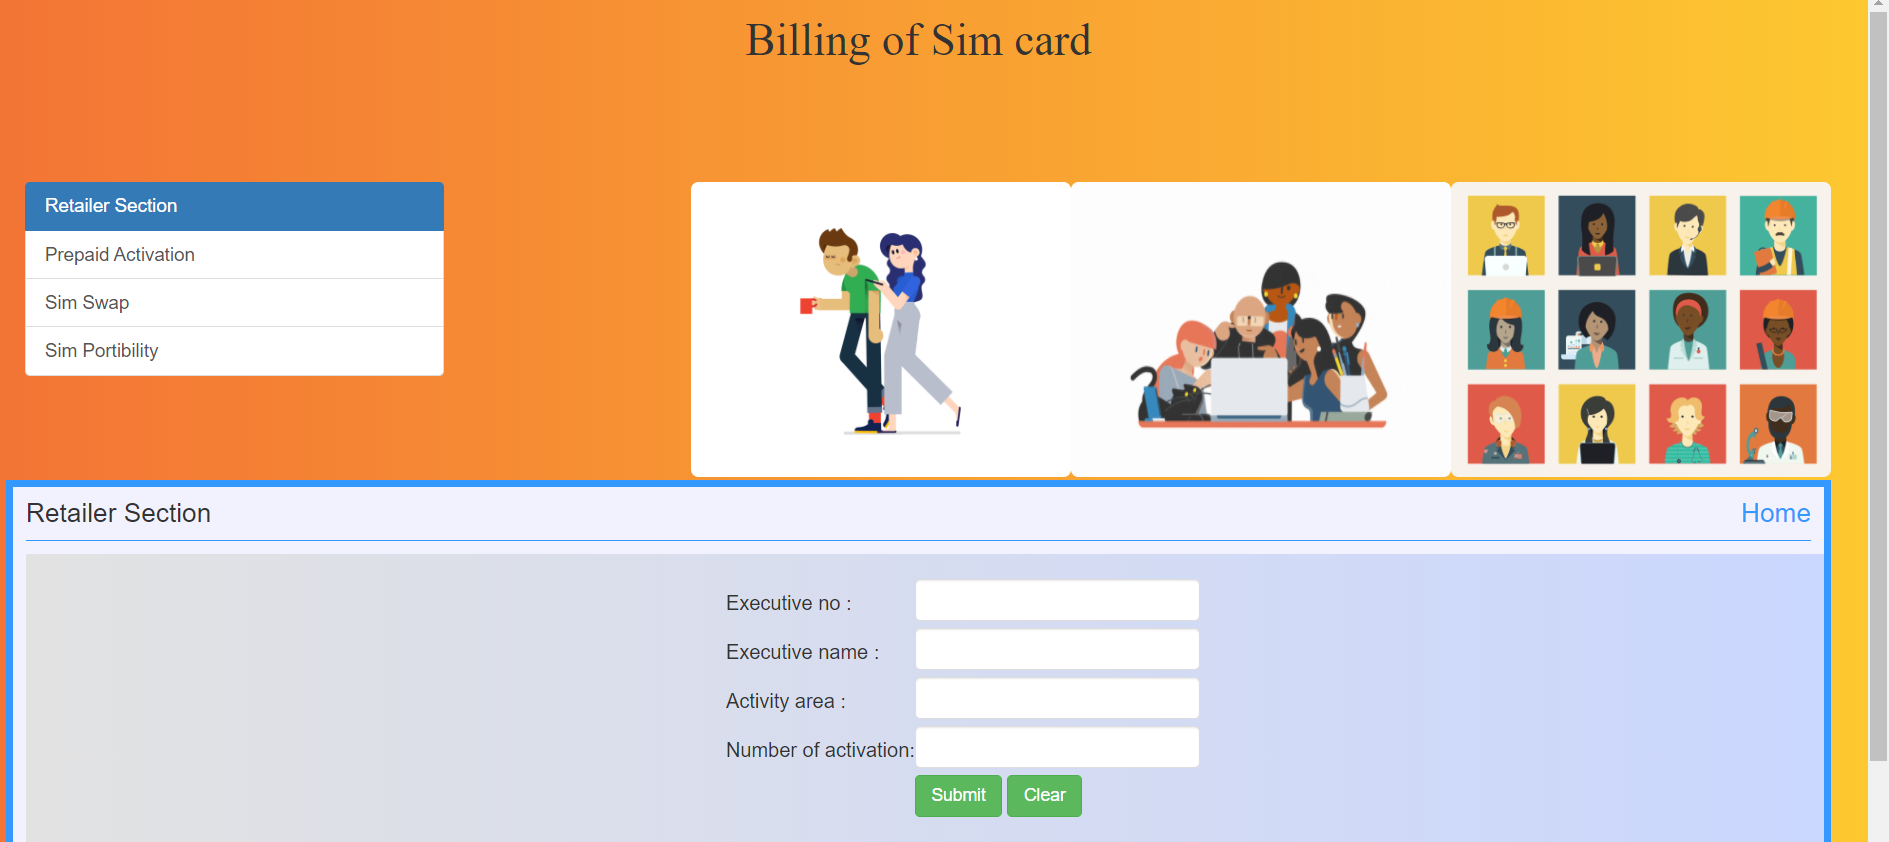 Billing of Sim card
Retailer Section
Prepaid Activation
Sim Swap
Sim Portibility
Retailer Section
Home
Executive no :
Executive name :
Activity area :
Number of activation:
Submit
Clear